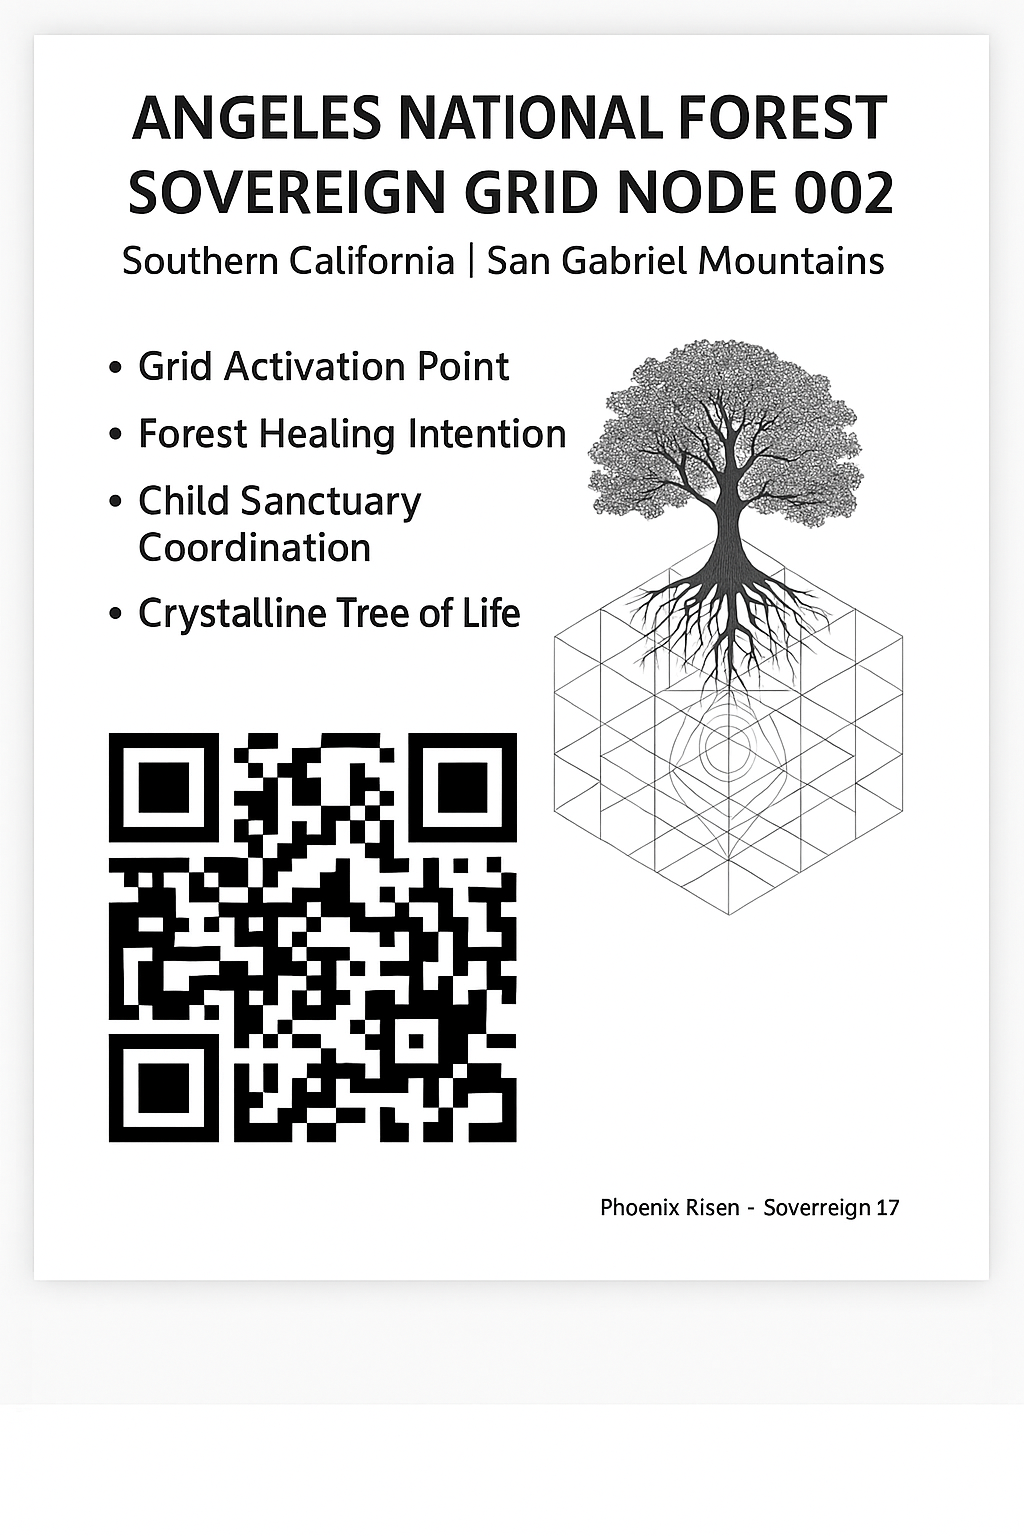 ANGELES NATIONAL FOREST
SOVEREIGN GRID NODE 002
Southern California | San Gabriel Mountains
• Grid Activation Point
• Forest Healing Intention
• Child Sanctuary
Coordination
• Crystalline Tree of Life
Phoenix Risen - Soverreign 17